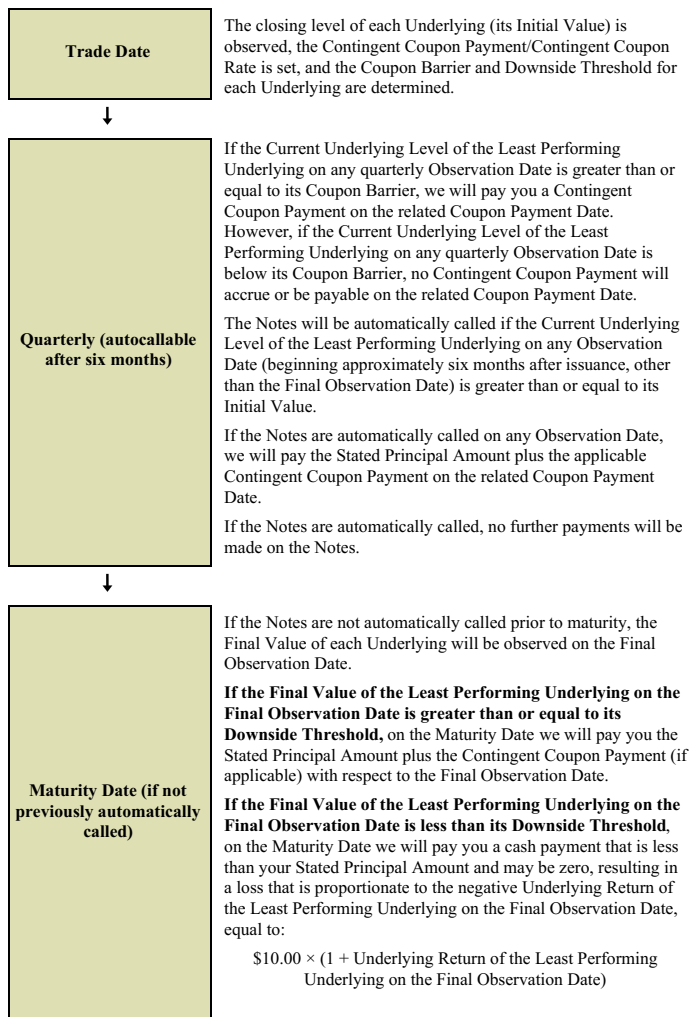 Trade Date
The closing level of each Underlying (its Initial Value) is
observed, the Contingent Coupon Payment/Contingent Coupon
Rate is set, and the Coupon Barrier and Downside Threshold for
each Underlying are determined.
Quarterly (autocallable
after six months)
If the Current Underlying Level of the Least Performing
Underlying on any quarterly Observation Date is greater than or
equal to its Coupon Barrier, we will pay you a Contingent
Coupon Payment on the related Coupon Payment Date.
However, if the Current Underlying Level of the Least
Performing Underlying on any quarterly Observation Date is
below its Coupon Barrier, no Contingent Coupon Payment will
accrue or be payable on the related Coupon Payment Date.
The Notes will be automatically called if the Current Underlying
Level of the Least Performing Underlying on any Observation
Date (beginning approximately six months after issuance, other
than the Final Observation Date) is greater than or equal to its
Initial Value.
If the Notes are automatically called on any Observation Date,
we will pay the Stated Principal Amount plus the applicable
Contingent Coupon Payment on the related Coupon Payment
Date.
If the Notes are automatically called, no further payments will be
made on the Notes.
Maturity Date (if not
previously automatically
called)
If the Notes are not automatically called prior to maturity, the
Final Value of each Underlying will be observed on the Final
Observation Date.
If the Final Value of the Least Performing Underlying on the
Final Observation Date is greater than or equal to its
Downside Threshold, on the Maturity Date we will pay you the
Stated Principal Amount plus the Contingent Coupon Payment (if
applicable) with respect to the Final Observation Date.
If the Final Value of the Least Performing Underlying on the
Final Observation Date is less than its Downside Threshold,
on the Maturity Date we will pay you a cash payment that is less
than your Stated Principal Amount and may be zero, resulting in
a loss that is proportionate to the negative Underlying Return of
the Least Performing Underlying on the Final Observation Date,
equal to:
$10.00 × (1 + Underlying Return of the Least Performing
Underlying on the Final Observation Date)